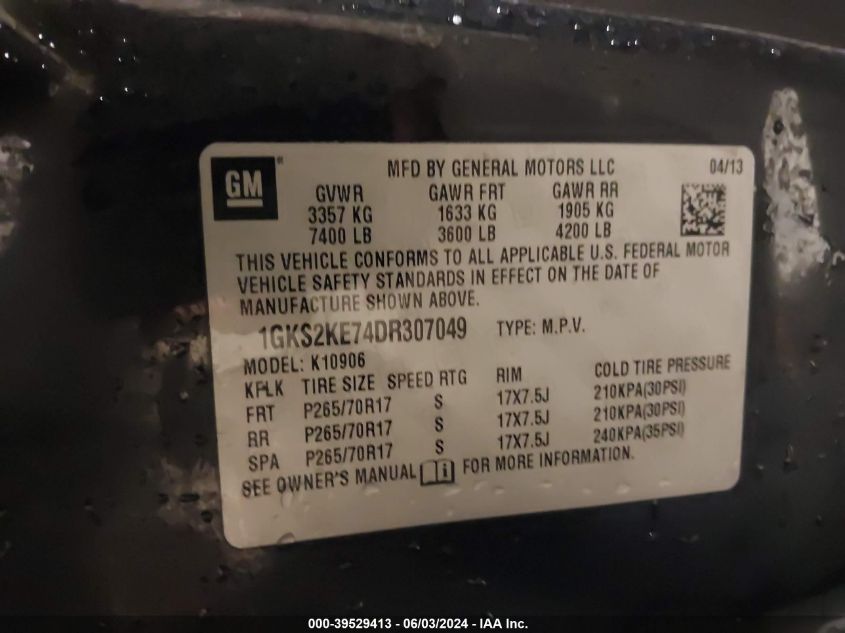 GM
MFD BY GENERAL MOTORS LLC 04/13
GVWR GAWR FRT GAWR RR
3357 KG 1633 KG 1905 KG
7400 LB 3600 LB 4200 LB
THIS VEHICLE CONFORMS TO ALL APPLICABLE U.S. FEDERAL MOTOR
VEHICLE SAFETY STANDARDS IN EFFECT ON THE DATE OF
MANUFACTURE SHOWN ABOVE.
1GKS2KE74DR307049 TYPE: M.P.V.
MODEL: K10906
KFLK TIRE SIZE SPEED RTG RIM COLD TIRE PRESSURE
FRT P265/70R17 S 17X7.5J 210KPA(30PSI)
RR P265/70R17 S 17X7.5J 210KPA(30PSI)
SPA P265/70R17 S 17X7.5J 240KPA(35PSI)
SEE OWNER'S MANUAL FOR MORE INFORMATION.
000-39529413 - 06/03/2024 - IAA Inc.